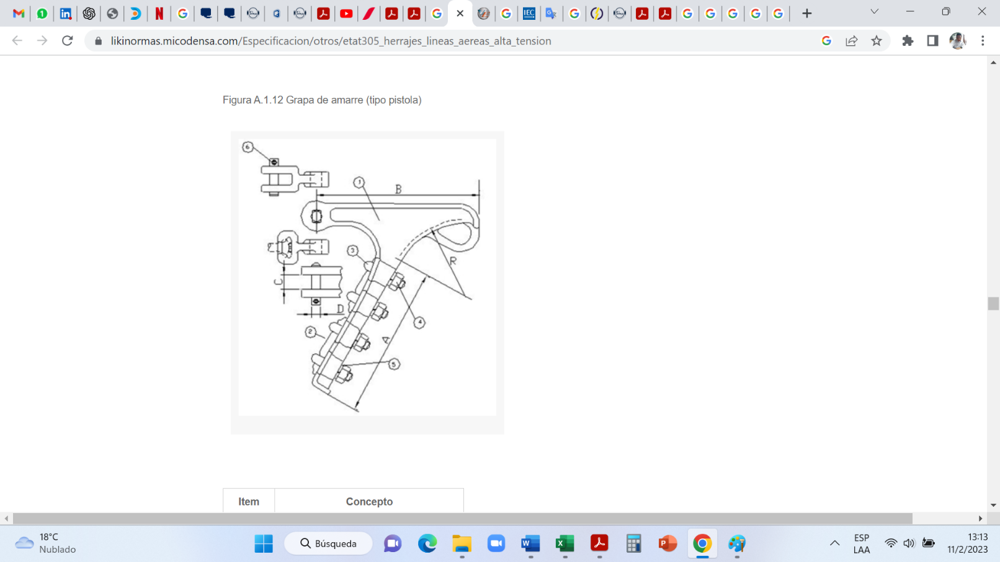 likinormas.micodensa.com/Especificacion/otros/etat305_herrajes_lineas_aereas_alta_tension
Figura A.1.12 Grapa de amarre (tipo pistola)
6
1
B
3
R
C
D
4
2
A
5
Item Concepto
18°C
Nublado
Búsqueda
ESP
LAA
13:13
11/2/2023